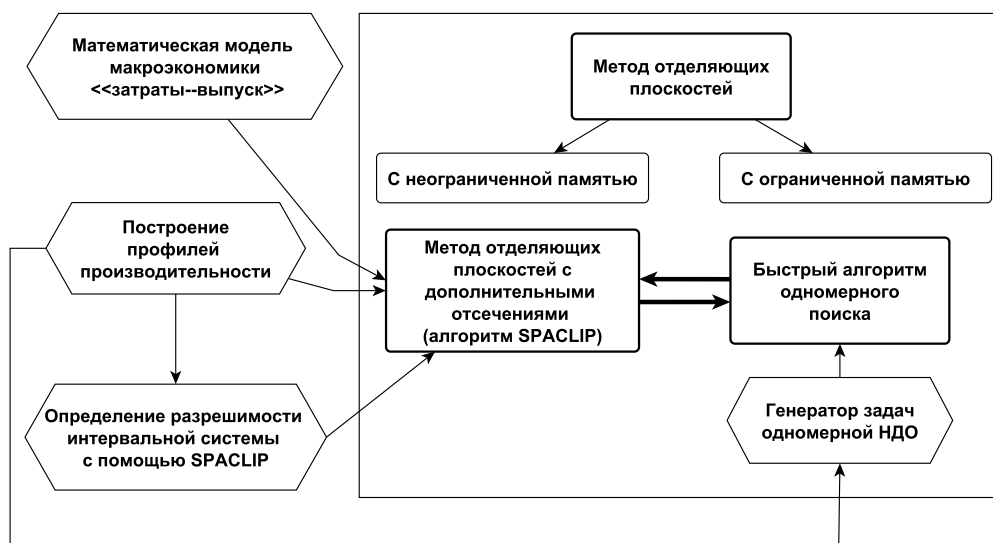 Математическая модель
макроэкономики
<<затраты--выпуск>>
Метод отделяющих
плоскостей
С неограниченной памятью
С ограниченной памятью
Построение
профилей
производительности
Метод отделяющих
плоскостей с
дополнительными
отсечениями
(алгоритм SPACLIP)
Быстрый алгоритм
одномерного
поиска
Определение разрешимости
интервальной системы
с помощью SPACLIP
Генератор задач
одномерной НДО